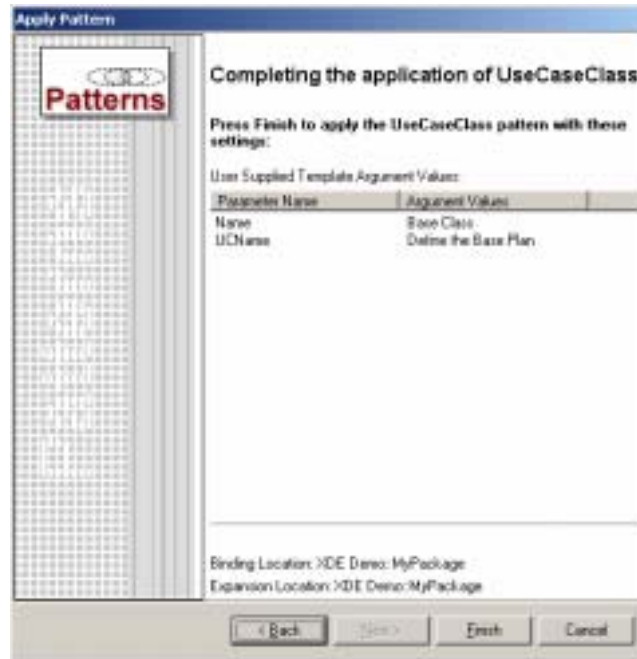 Apply Pattern
Patterns
Completing the application of UseCaseClass
Press Finish to apply the UseCaseClass pattern with these
settings:
User Supplied Template Argument Values:
Parameter Name Argument Values
Name Base Class
UCName Define the Base Plan
Binding Location: XDE Demo: MyPackage
Expansion Location: XDE Demo: MyPackage
< Back Next > Finish Cancel